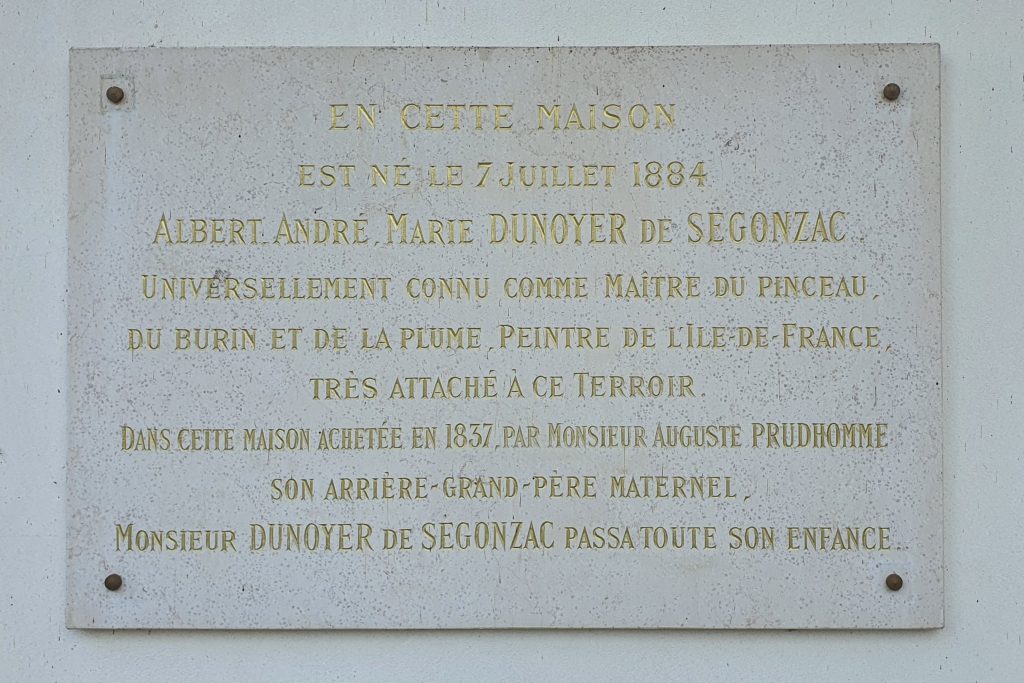 EN CETTE MAISON
EST NÉ LE 7 JUILLET 1884
ALBERT. ANDRÉ. MARIE DUNOYER DE SEGONZAC.
UNIVERSELLEMENT CONNU COMME MAÎTRE DU PINCEAU,
DU BURIN ET DE LA PLUME, PEINTRE DE L'ILE-DE-FRANCE,
TRÈS ATTACHÉ À CE TERROIR.
DANS CETTE MAISON ACHETÉE EN 1837, PAR MONSIEUR AUGUSTE PRUDHOMME
SON ARRIÈRE-GRAND-PÈRE MATERNEL,
MONSIEUR DUNOYER DE SEGONZAC PASSA TOUTE SON ENFANCE.